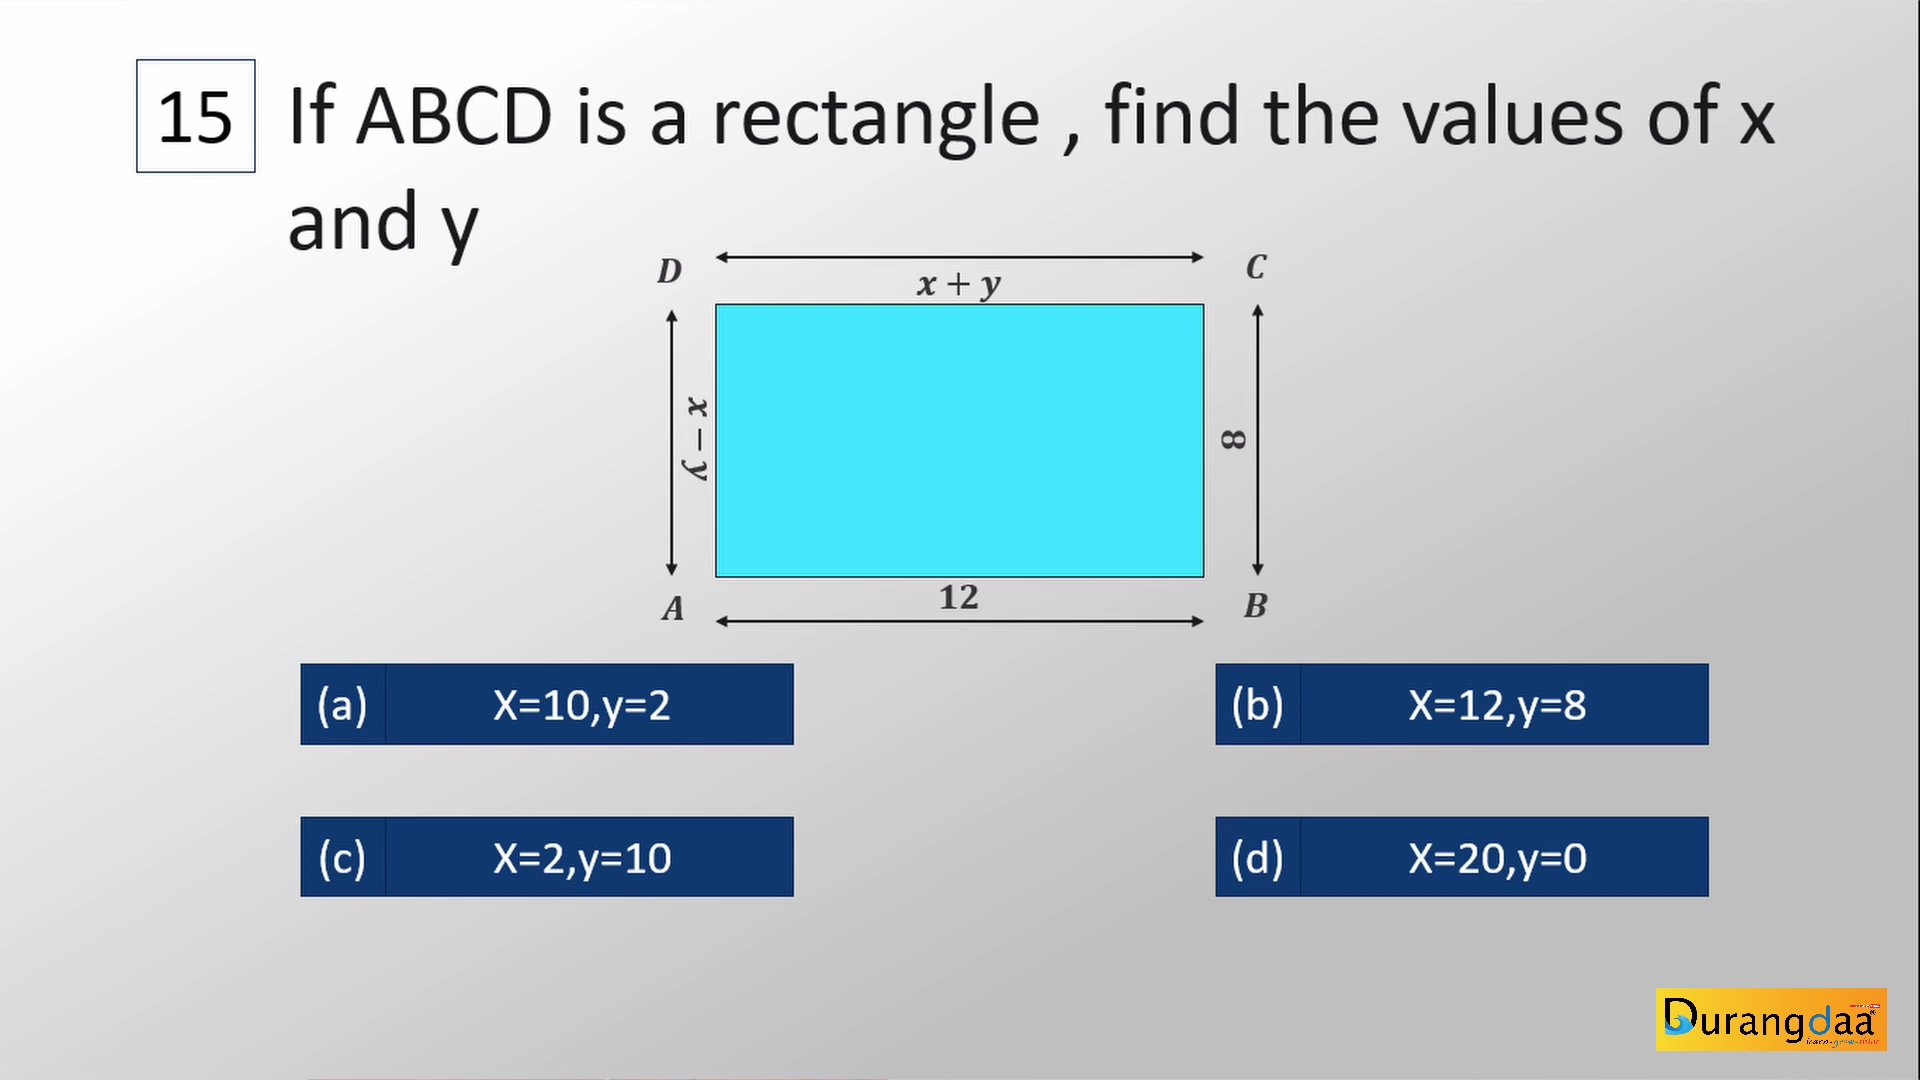 15
If ABCD is a rectangle , find the values of x
and y
D
x + y
C
x − y
8
A
12
B
(a) X=10,y=2
(b) X=12,y=8
(c) X=2,y=10
(d) X=20,y=0
Durangdaa